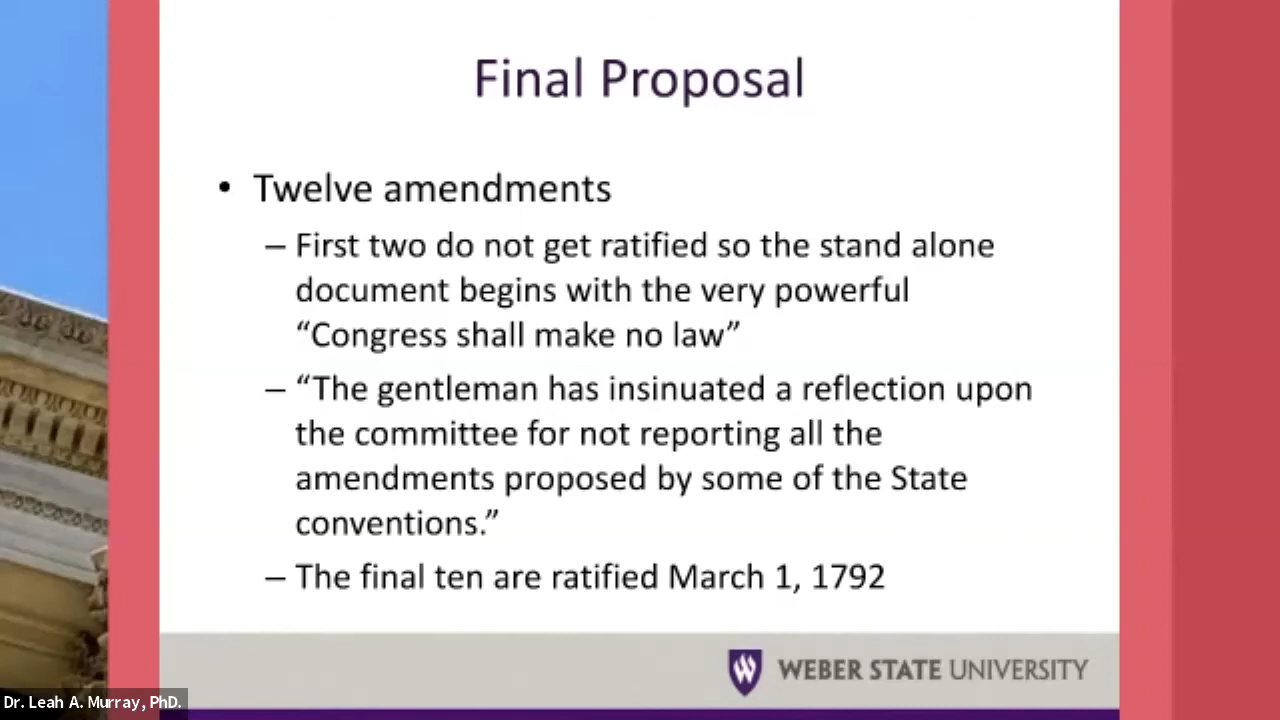 Final Proposal
• Twelve amendments
– First two do not get ratified so the stand alone
document begins with the very powerful
“Congress shall make no law”
– “The gentleman has insinuated a reflection upon
the committee for not reporting all the
amendments proposed by some of the State
conventions.”
– The final ten are ratified March 1, 1792
W WEBER STATE UNIVERSITY
Dr. Leah A. Murray, PhD.